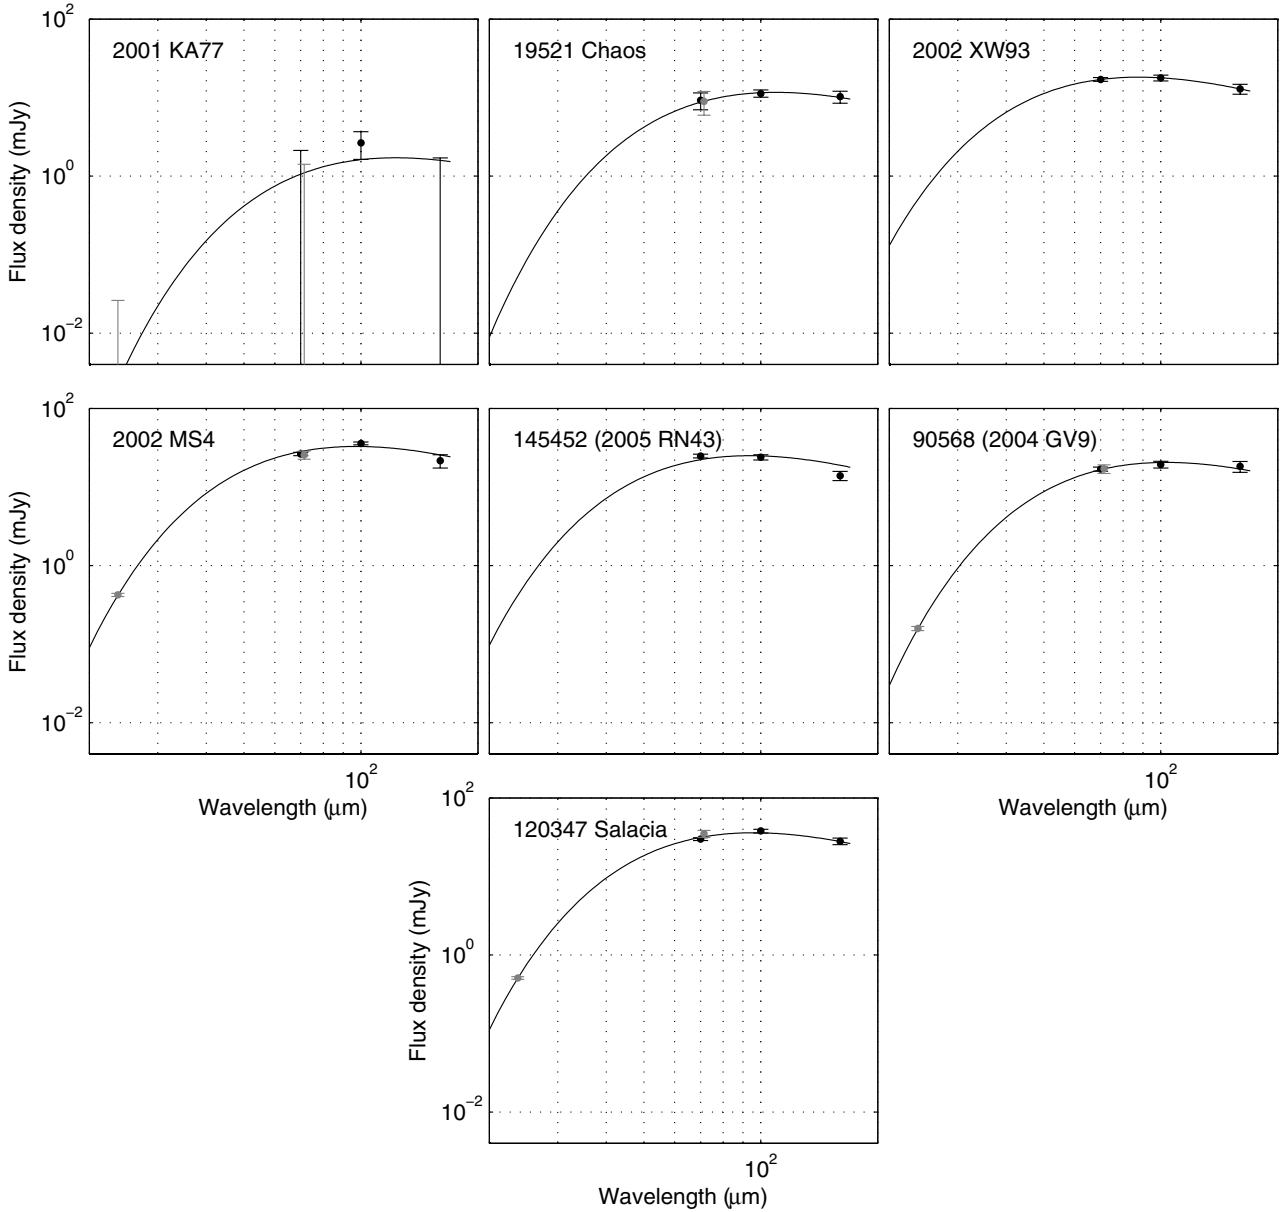 10^2
2001 KA77
19521 Chaos
2002 XW93
10^0
10^−2
Flux density (mJy)
10^2
2002 MS4
145452 (2005 RN43)
90568 (2004 GV9)
10^0
10^−2
Flux density (mJy)
10^2
10^2
Wavelength (μm)
Wavelength (μm)
10^2
120347 Salacia
10^0
10^−2
Flux density (mJy)
10^2
Wavelength (μm)